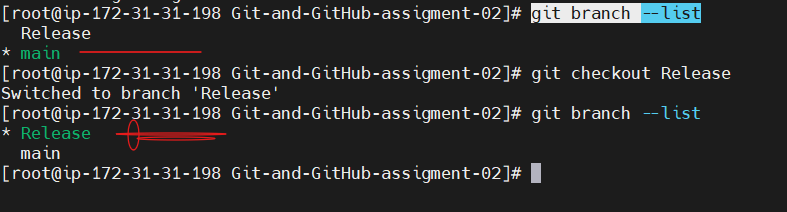 [root@ip-172-31-31-198 Git-and-GitHub-assigment-02]# git branch --list
  Release
* main
[root@ip-172-31-31-198 Git-and-GitHub-assigment-02]# git checkout Release
Switched to branch 'Release'
[root@ip-172-31-31-198 Git-and-GitHub-assigment-02]# git branch --list
* Release
  main
[root@ip-172-31-31-198 Git-and-GitHub-assigment-02]#